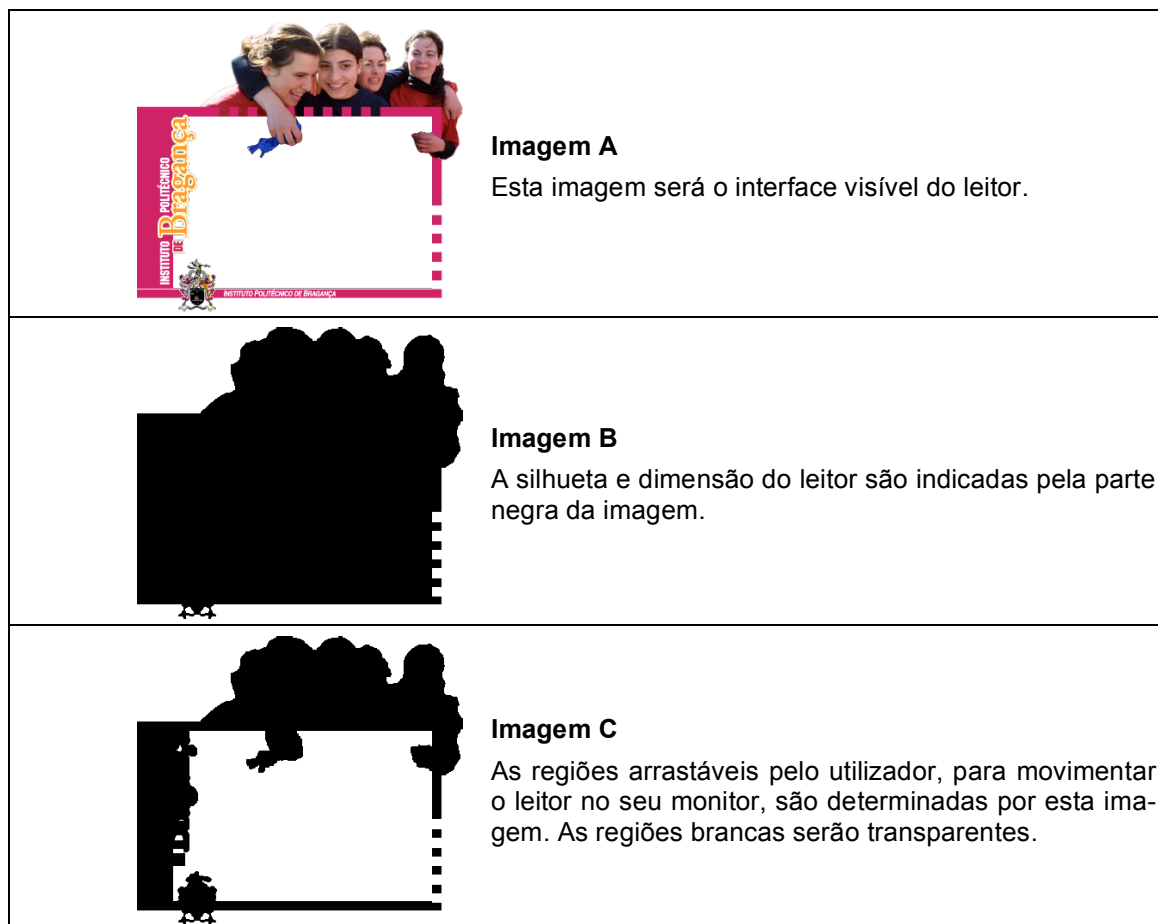 INSTITUTO POLITÉCNICO
DE Bragança
INSTITUTO POLITÉCNICO DE BRAGANÇA
Imagem A
Esta imagem será o interface visível do leitor.
Imagem B
A silhueta e dimensão do leitor são indicadas pela parte
negra da imagem.
Imagem C
As regiões arrastáveis pelo utilizador, para movimentar
o leitor no seu monitor, são determinadas por esta ima-
gem. As regiões brancas serão transparentes.